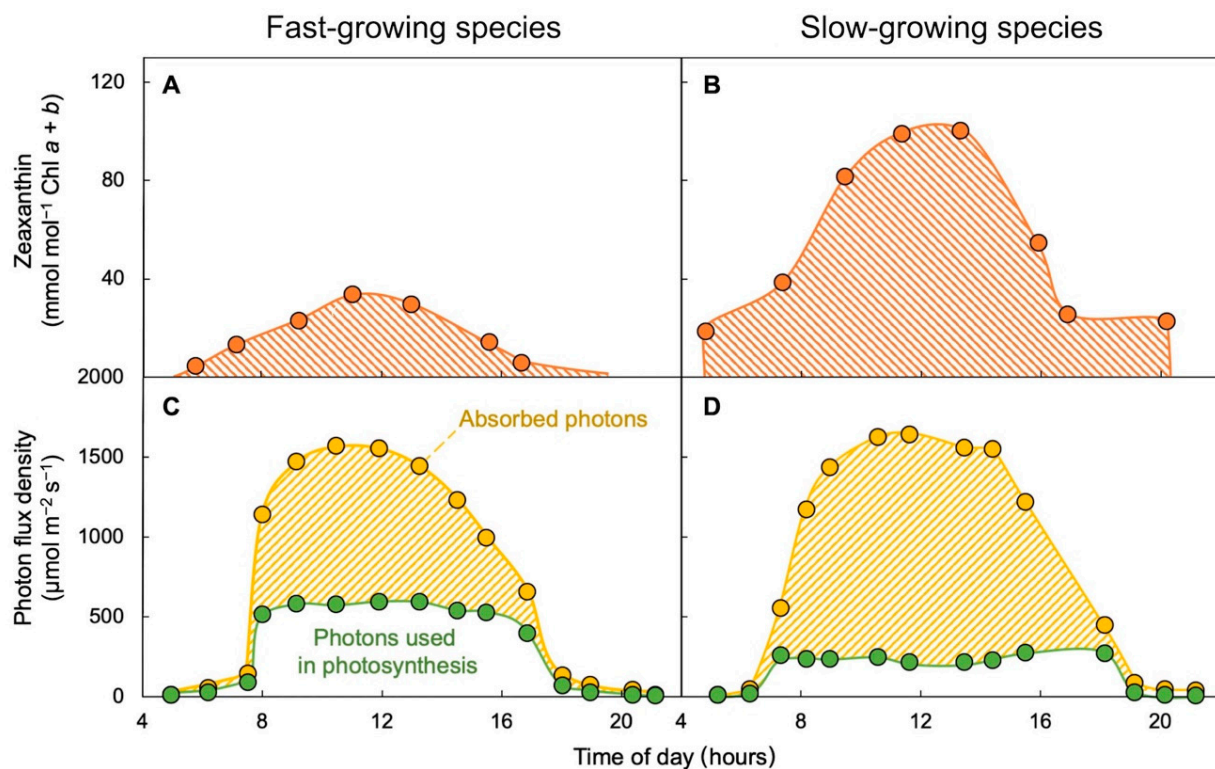 Fast-growing species
Slow-growing species
A
B
120
80
40
2000
Zeaxanthin
(mmol mol⁻¹ Chl a + b)
C
D
Absorbed photons
1500
1000
500
0
Photon flux density
(μmol m⁻² s⁻¹)
Photons used
in photosynthesis
4 8 12 16 20 4 8 12 16 20
Time of day (hours)